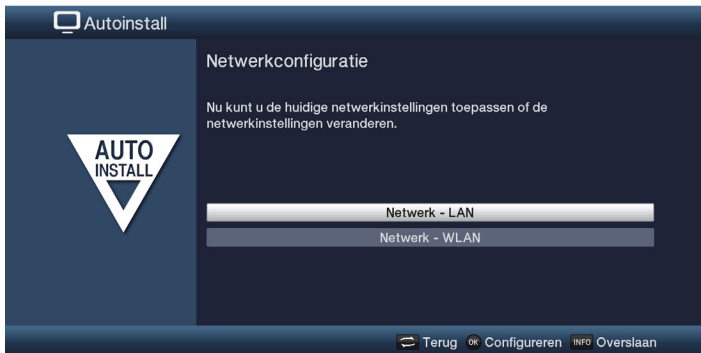 Autoinstall
Netwerkconfiguratie
Nu kunt u de huidige netwerkinstellingen toepassen of de
netwerkinstellingen veranderen.
AUTO
INSTALL
Netwerk - LAN
Netwerk - WLAN
Terug OK Configureren INFO Overslaan